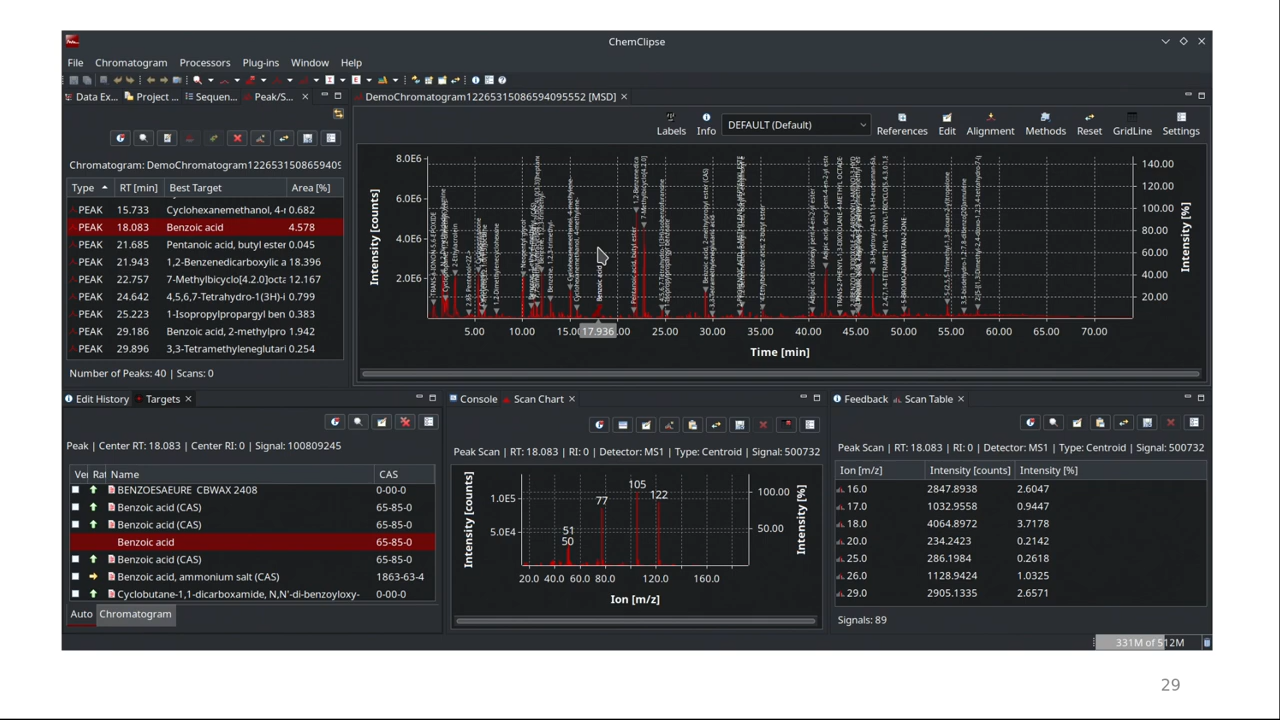 ChemClipse
File Chromatogram Processors Plug-ins Window Help
Data Ex... Project ... Sequen... Peak/S...
Chromatogram: DemoChromatogram1226531508659409
Type RT [min] Best Target Area [%]
PEAK 15.733 Cyclohexanemethanol, 4- 0.682
PEAK 18.083 Benzoic acid 4.578
PEAK 21.685 Pentanoic acid, butyl ester 0.045
PEAK 21.943 1,2-Benzenedicarboxylic a 18.396
PEAK 22.757 7-Methylbicyclo[4.2.0]octa 12.167
PEAK 24.642 4,5,6,7-Tetrahydro-1(3H)-i 0.799
PEAK 25.223 1-Isopropylpropargyl ben 0.383
PEAK 29.186 Benzoic acid, 2-methylpro 1.942
PEAK 29.896 3,3-Tetramethyleneglutari 0.254
Number of Peaks: 40 | Scans: 0
DemoChromatogram12265315086594095552 [MSD]
Labels Info DEFAULT (Default) References Edit Alignment Methods Reset GridLine Settings
Intensity [counts]
8.0E6
6.0E6
4.0E6
2.0E6
Benzoic acid
140.00
120.00
100.00
80.00
60.00
40.00
20.00
Intensity [%]
5.00 10.00 17.936 25.00 30.00 35.00 40.00 45.00 50.00 55.00 60.00 65.00 70.00
Time [min]
Edit History Targets
Peak | Center RT: 18.083 | Center RI: 0 | Signal: 100809245
Ve Ra Name CAS
BENZOESAEURE CBWAX 2408 0-00-0
Benzoic acid (CAS) 65-85-0
Benzoic acid (CAS) 65-85-0
Benzoic acid 65-85-0
Benzoic acid (CAS) 65-85-0
Benzoic acid, ammonium salt (CAS) 1863-63-4
Cyclobutane-1,1-dicarboxamide, N,N'-di-benzoyloxy- 0-00-0
Auto Chromatogram
Console Scan Chart
Peak Scan | RT: 18.083 | RI: 0 | Detector: MS1 | Type: Centroid | Signal: 500732
Intensity [counts]
1.0E5
5.0E4
105
122
77
51
50
100.00
50.00
Intensity [%]
20.0 40.0 60.0 80.0 120.0 160.0
Ion [m/z]
Feedback Scan Table
Peak Scan | RT: 18.083 | RI: 0 | Detector: MS1 | Type: Centroid | Signal: 500732
Ion [m/z] Intensity [counts] Intensity [%]
16.0 2847.8938 2.6047
17.0 1032.9558 0.9447
18.0 4064.8972 3.7178
20.0 234.2423 0.2142
25.0 286.1984 0.2618
26.0 1128.9424 1.0325
29.0 2905.1335 2.6571
Signals: 89
331M of 512M
29